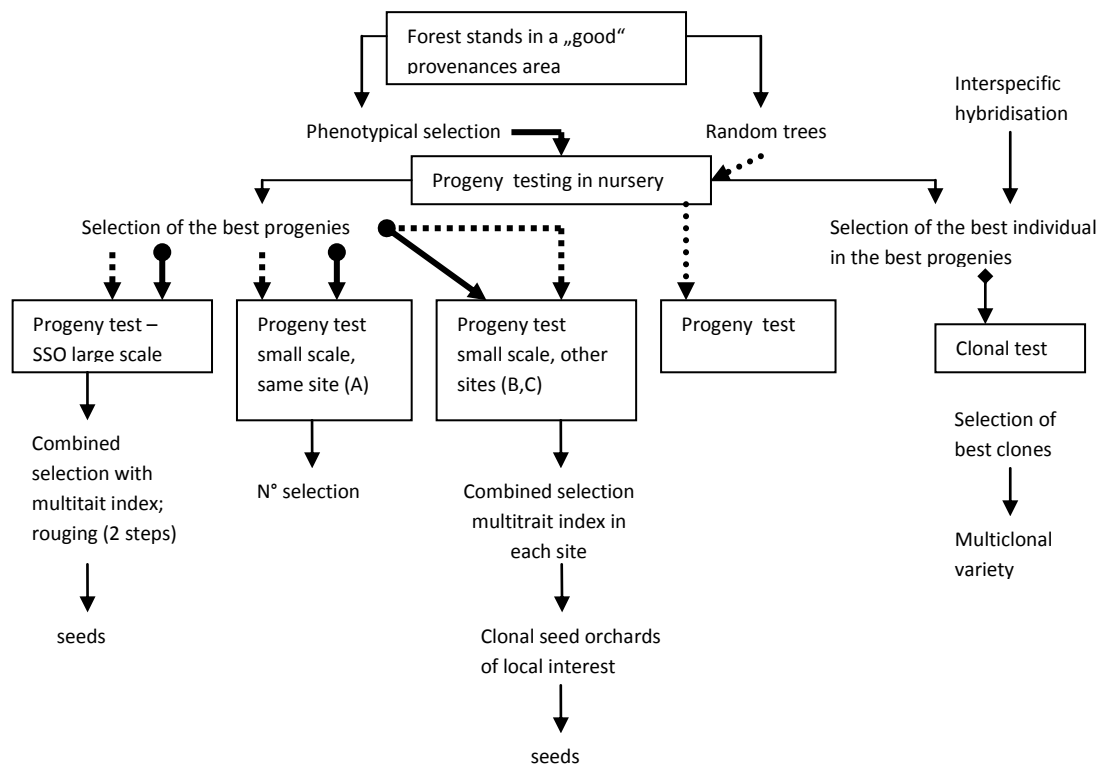 Forest stands in a „good“
provenances area
Interspecific
hybridisation
Phenotypical selection
Random trees
Progeny testing in nursery
Selection of the best progenies
Selection of the best individual
in the best progenies
Progeny test –
SSO large scale
Progeny test
small scale,
same site (A)
Progeny test
small scale, other
sites (B,C)
Progeny test
Clonal test
Combined
selection with
multitait index;
rouging (2 steps)
N° selection
Combined selection
multitrait index in
each site
Selection of
best clones
Multiclonal
variety
seeds
Clonal seed orchards
of local interest
seeds